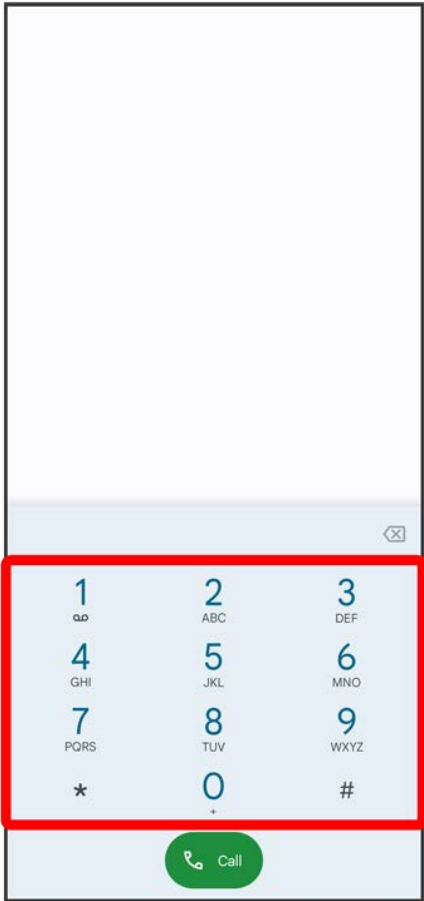 1 2 3
ABC DEF
4 5 6
GHI JKL MNO
7 8 9
PQRS TUV WXYZ
* 0 #
+
Call